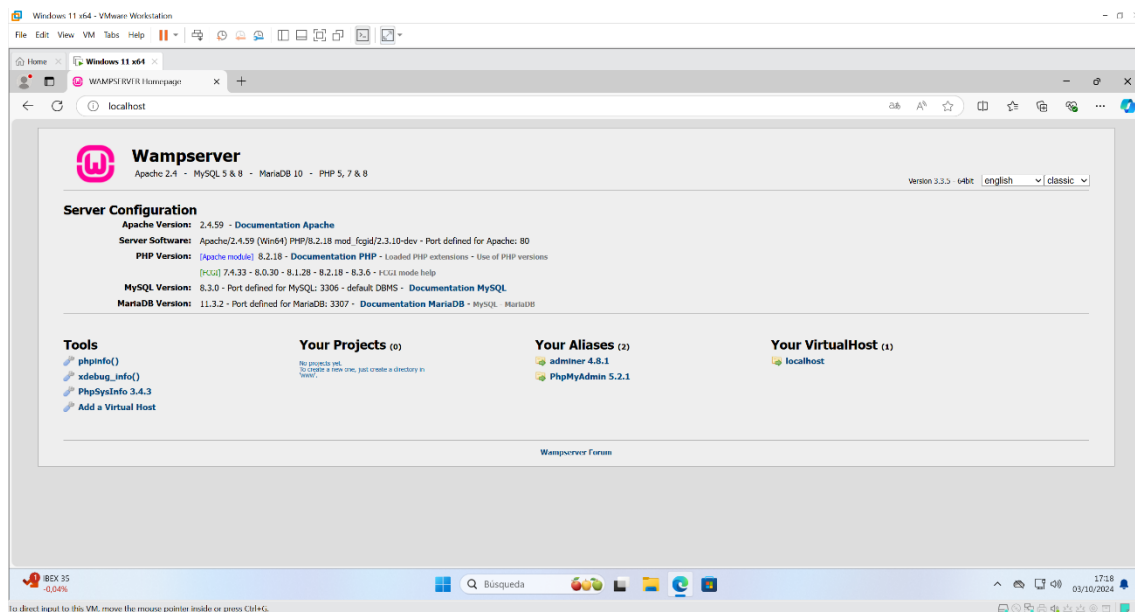 Windows 11 x64 - VMware Workstation
File Edit View VM Tabs Help
Home Windows 11 x64
WAMPSERVER Homepage
localhost
Wampserver
Apache 2.4 - MySQL 5 & 8 - MariaDB 10 - PHP 5, 7 & 8
Version 3.3.5 - 64bit english classic
Server Configuration
Apache Version: 2.4.59 - Documentation Apache
Server Software: Apache/2.4.59 (Win64) PHP/8.2.18 mod_fcgid/2.3.10-dev - Port defined for Apache: 80
PHP Version: [Apache module] 8.2.18 - Documentation PHP - Loaded PHP extensions - Use of PHP versions
[FCGI] 7.4.33 - 8.0.30 - 8.1.28 - 8.2.18 - 8.3.6 - FCGI mode help
MySQL Version: 8.3.0 - Port defined for MySQL: 3306 - default DBMS - Documentation MySQL
MariaDB Version: 11.3.2 - Port defined for MariaDB: 3307 - Documentation MariaDB - MySQL - MariaDB
Tools
phpinfo()
xdebug_info()
PhpSysInfo 3.4.3
Add a Virtual Host
Your Projects (0)
No projects yet.
To create a new one, just create a directory in
'www'.
Your Aliases (2)
adminer 4.8.1
PhpMyAdmin 5.2.1
Your VirtualHost (1)
localhost
Wampserver Forum
1
IBEX 35
-0,04%
Búsqueda
17:18
03/10/2024
To direct input to this VM, move the mouse pointer inside or press Ctrl+G.